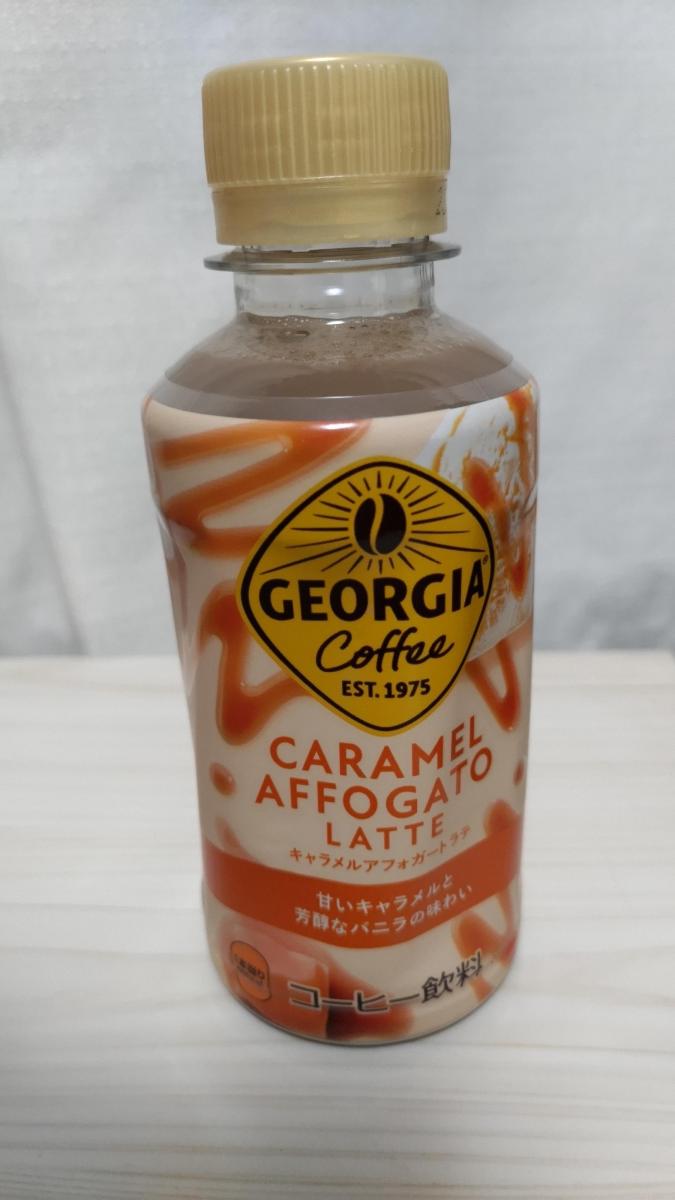 GEORGIA®
Coffee
EST. 1975
CARAMEL
AFFOGATO
LATTE
キャラメルアフォガートラテ
甘いキャラメルと
芳醇なバニラの味わい
コーヒー飲料